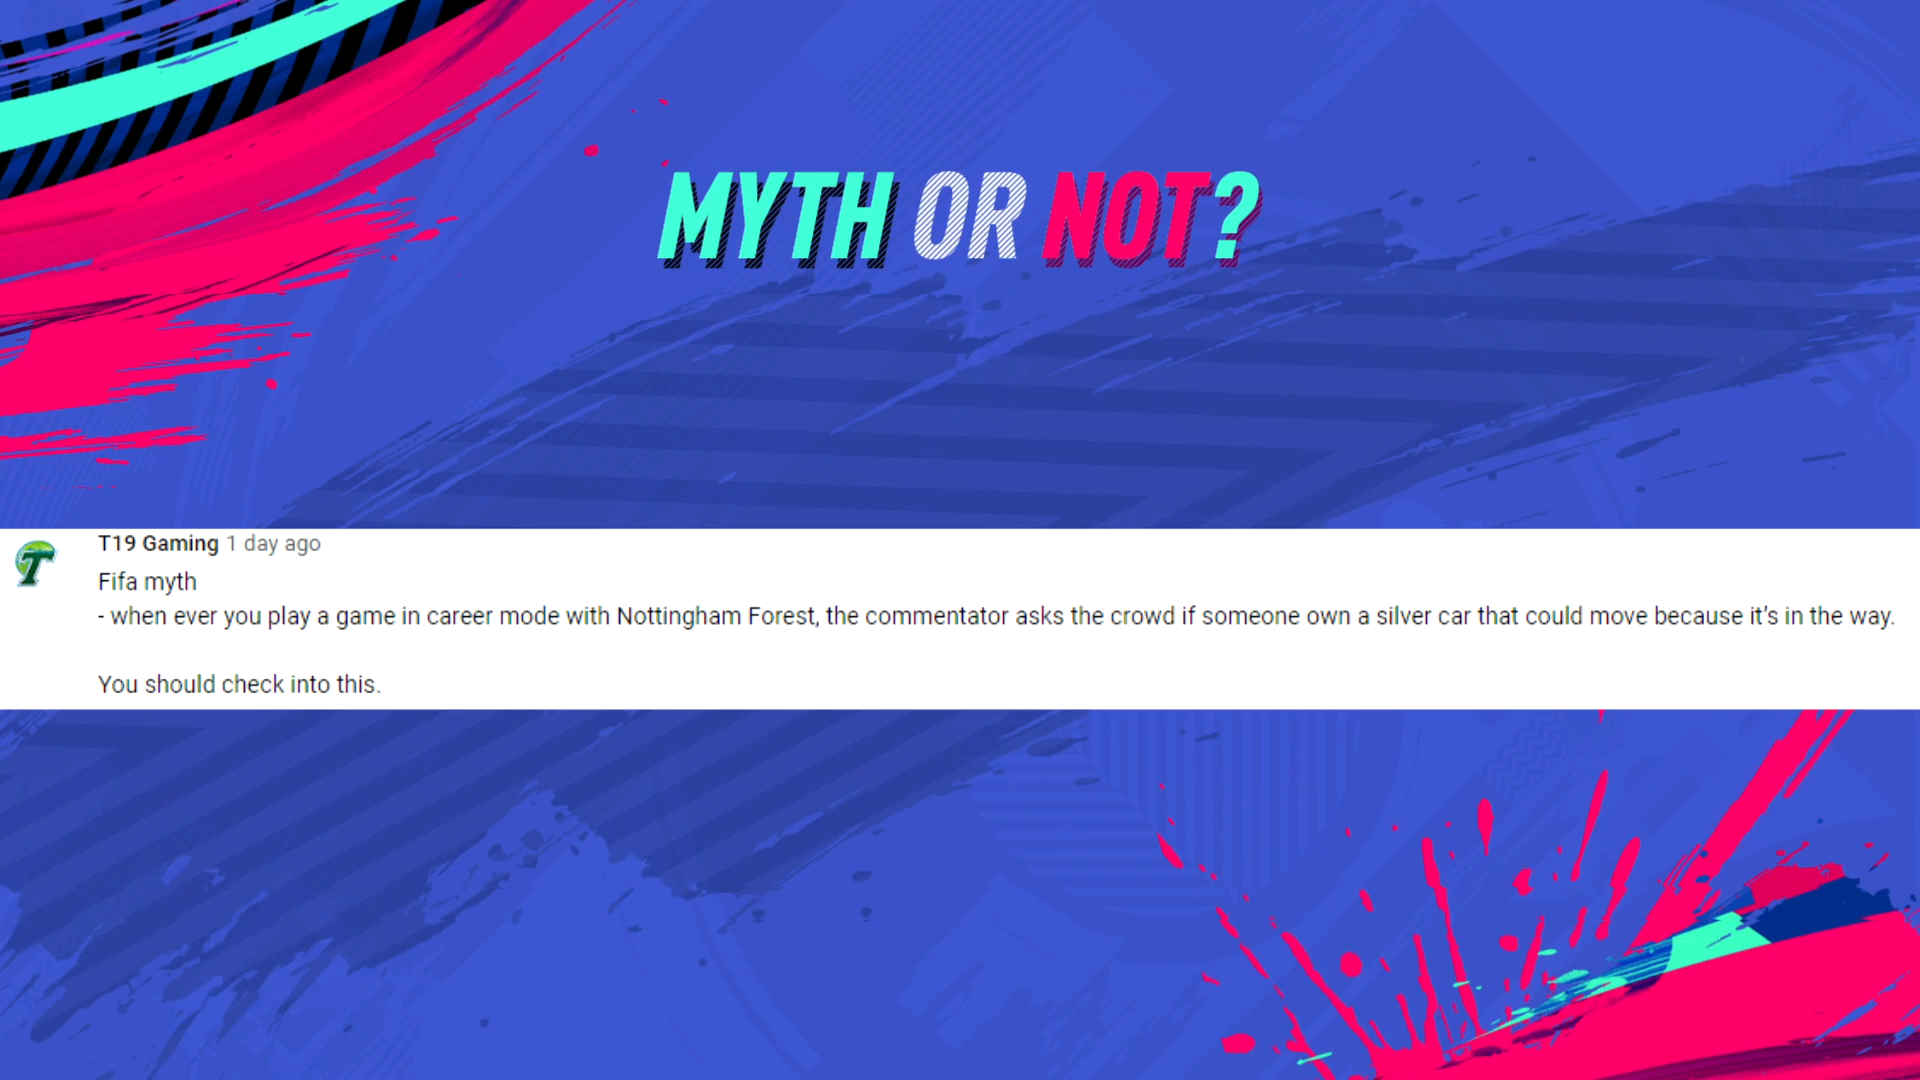 MYTH OR NOT?
T19 Gaming 1 day ago
Fifa myth
- when ever you play a game in career mode with Nottingham Forest, the commentator asks the crowd if someone own a silver car that could move because it’s in the way.
You should check into this.